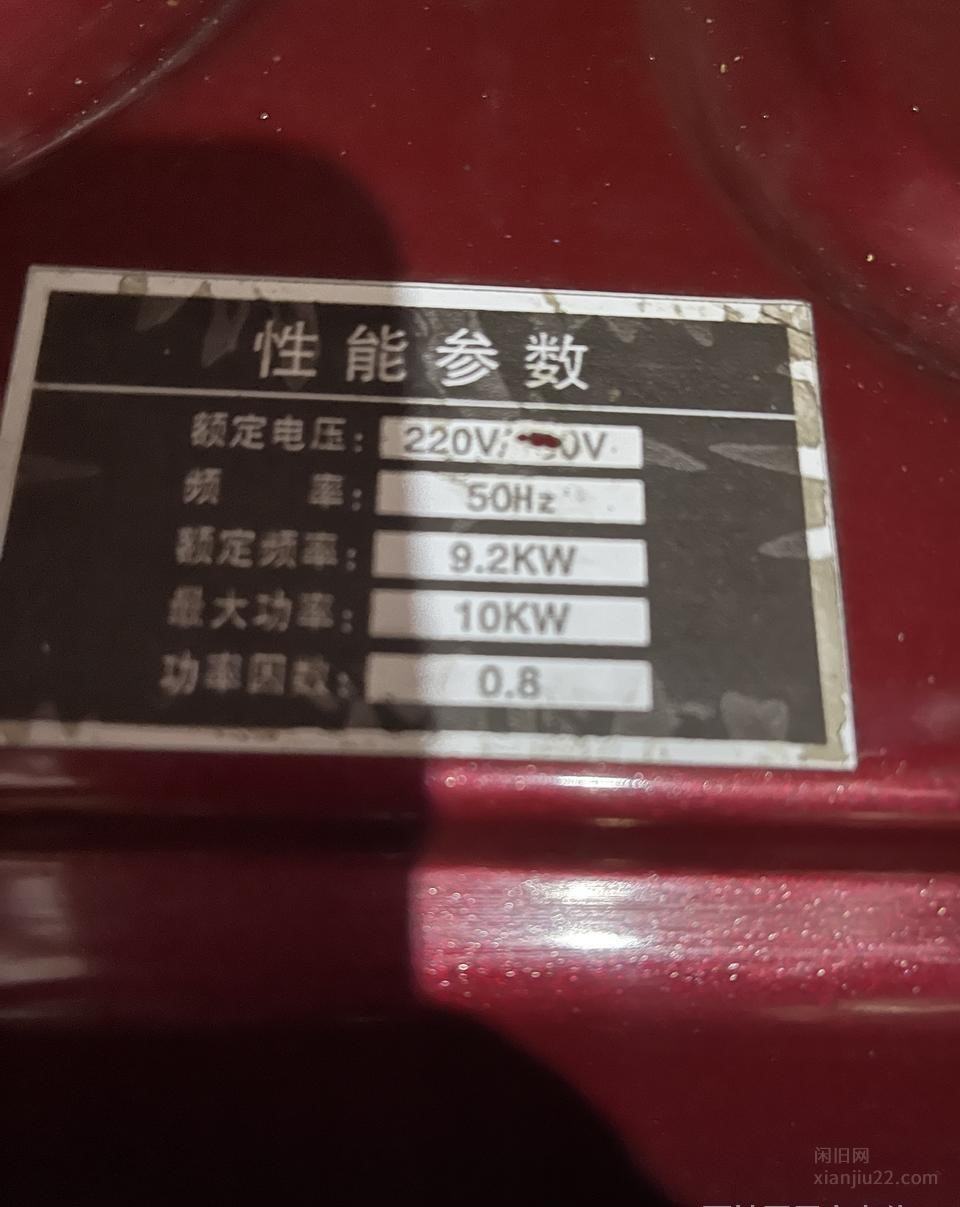 性能参数
额定电压: 220V/ 0V
频 率: 50Hz
额定频率: 9.2KW
最大功率: 10KW
功率因数: 0.8
闲旧网
xianjiu22.com